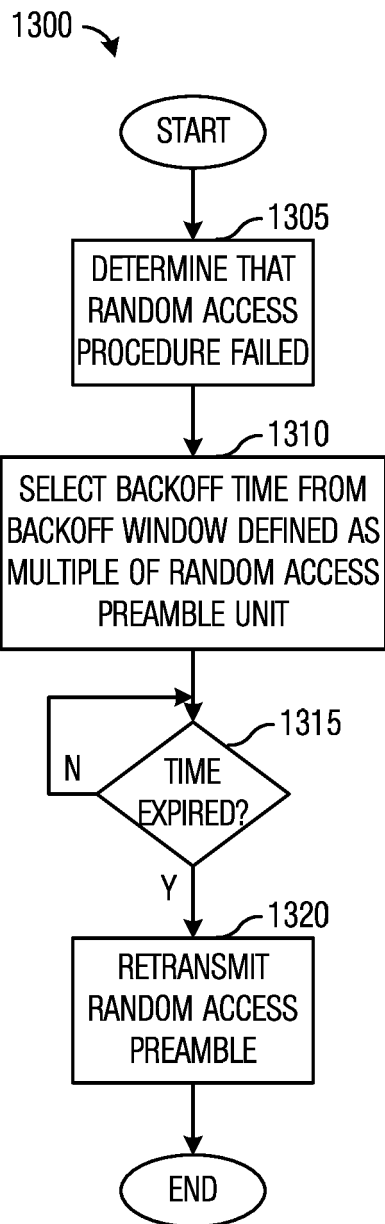 1300
START
1305
DETERMINE THAT
RANDOM ACCESS
PROCEDURE FAILED
1310
SELECT BACKOFF TIME FROM
BACKOFF WINDOW DEFINED AS
MULTIPLE OF RANDOM ACCESS
PREAMBLE UNIT
1315
TIME
EXPIRED?
N
Y
1320
RETRANSMIT
RANDOM ACCESS
PREAMBLE
END